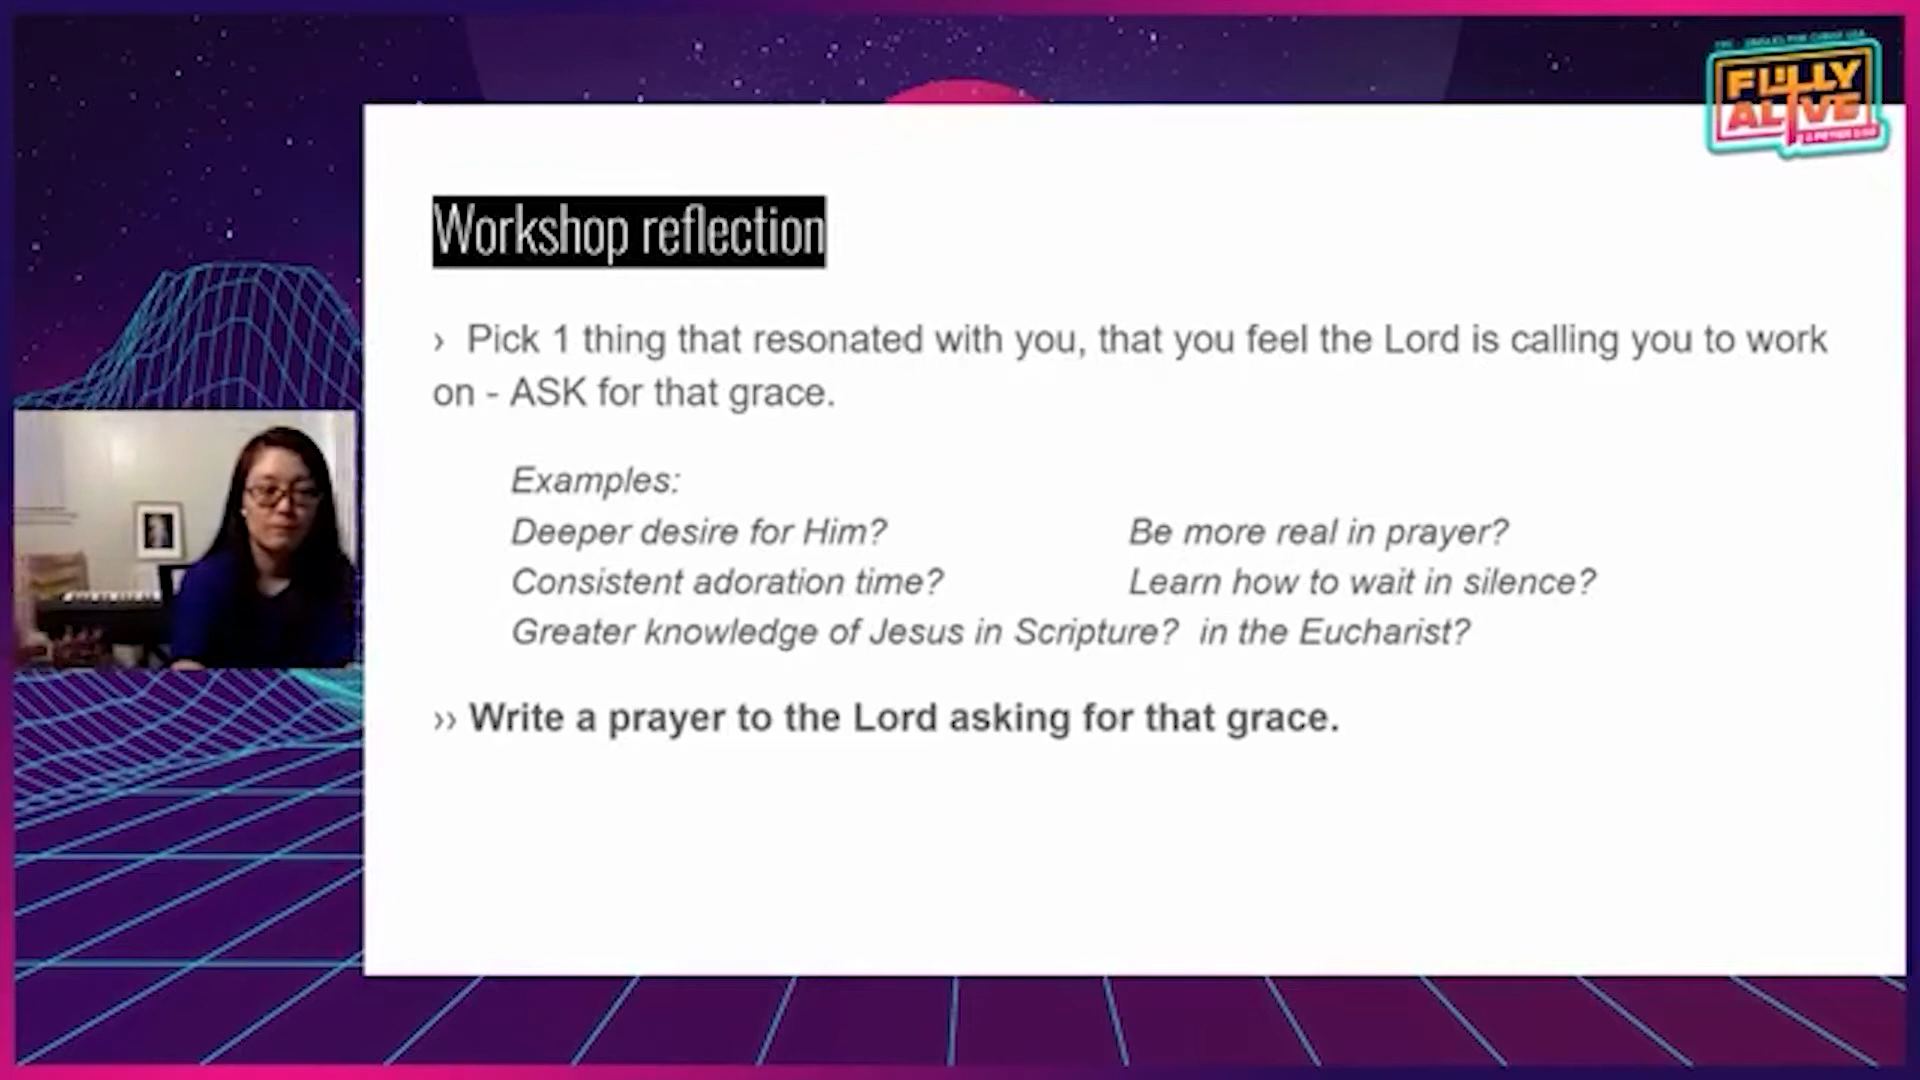 FULLY
ALIVE
Workshop reflection
› Pick 1 thing that resonated with you, that you feel the Lord is calling you to work
on - ASK for that grace.
Examples:
Deeper desire for Him? Be more real in prayer?
Consistent adoration time? Learn how to wait in silence?
Greater knowledge of Jesus in Scripture? in the Eucharist?
›› Write a prayer to the Lord asking for that grace.